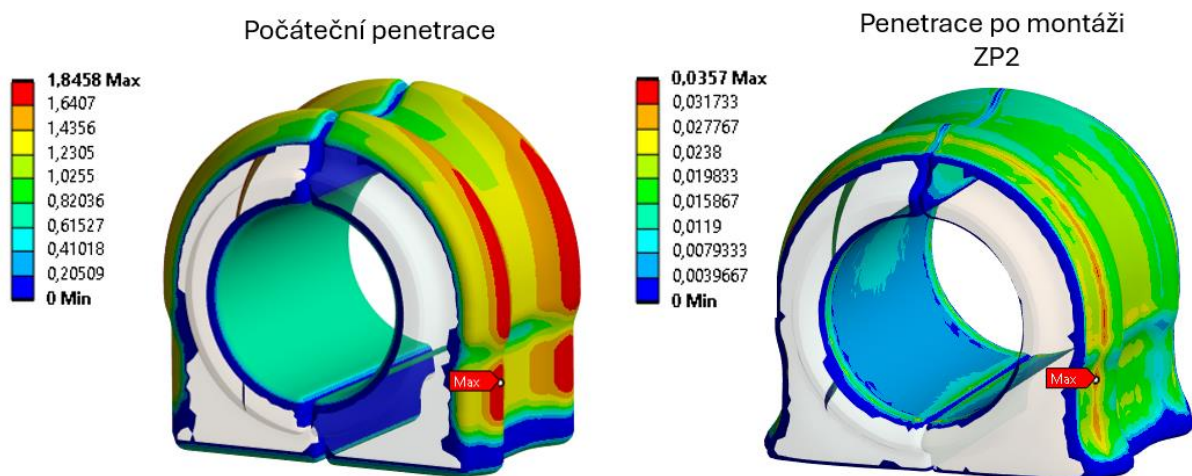 Počáteční penetrace
1,8458 Max
1,6407
1,4356
1,2305
1,0255
0,82036
0,61527
0,41018
0,20509
0 Min
Max
Penetrace po montáži
ZP2
0,0357 Max
0,031733
0,027767
0,0238
0,019833
0,015867
0,0119
0,0079333
0,0039667
0 Min
Max